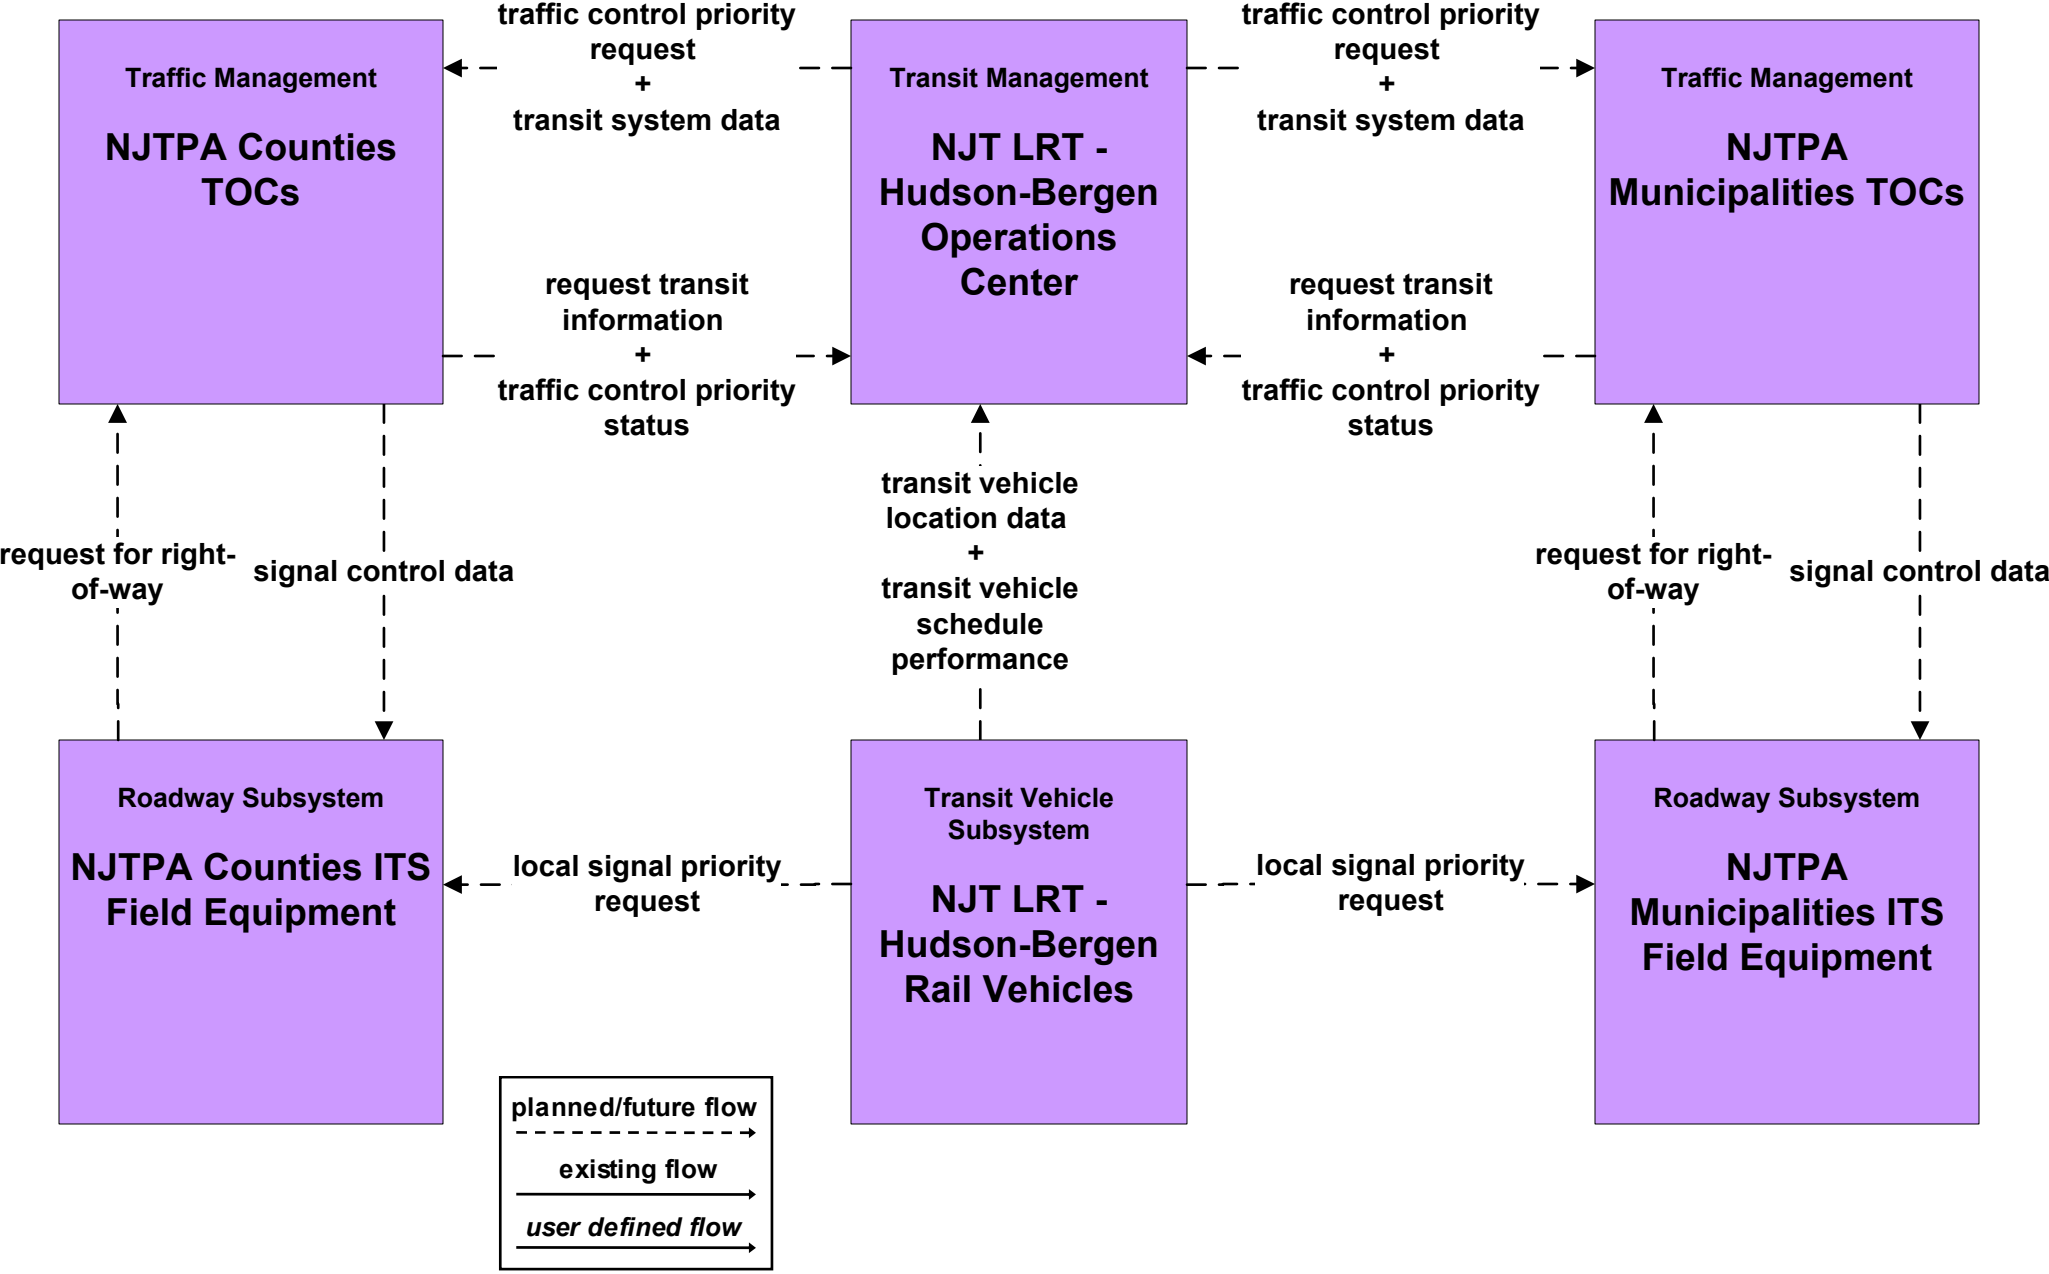 traffic control priority
request
+
transit system data
traffic control priority
request
+
transit system data
Traffic Management
NJTPA Counties
TOCs
Transit Management
NJT LRT -
Hudson-Bergen
Operations
Center
Traffic Management
NJTPA
Municipalities TOCs
request transit
information
+
traffic control priority
status
request transit
information
+
traffic control priority
status
request for right-
of-way
signal control data
transit vehicle
location data
+
transit vehicle
schedule
performance
request for right-
of-way
signal control data
Roadway Subsystem
NJTPA Counties ITS
Field Equipment
local signal priority
request
Transit Vehicle
Subsystem
NJT LRT -
Hudson-Bergen
Rail Vehicles
local signal priority
request
Roadway Subsystem
NJTPA
Municipalities ITS
Field Equipment
planned/future flow
existing flow
user defined flow